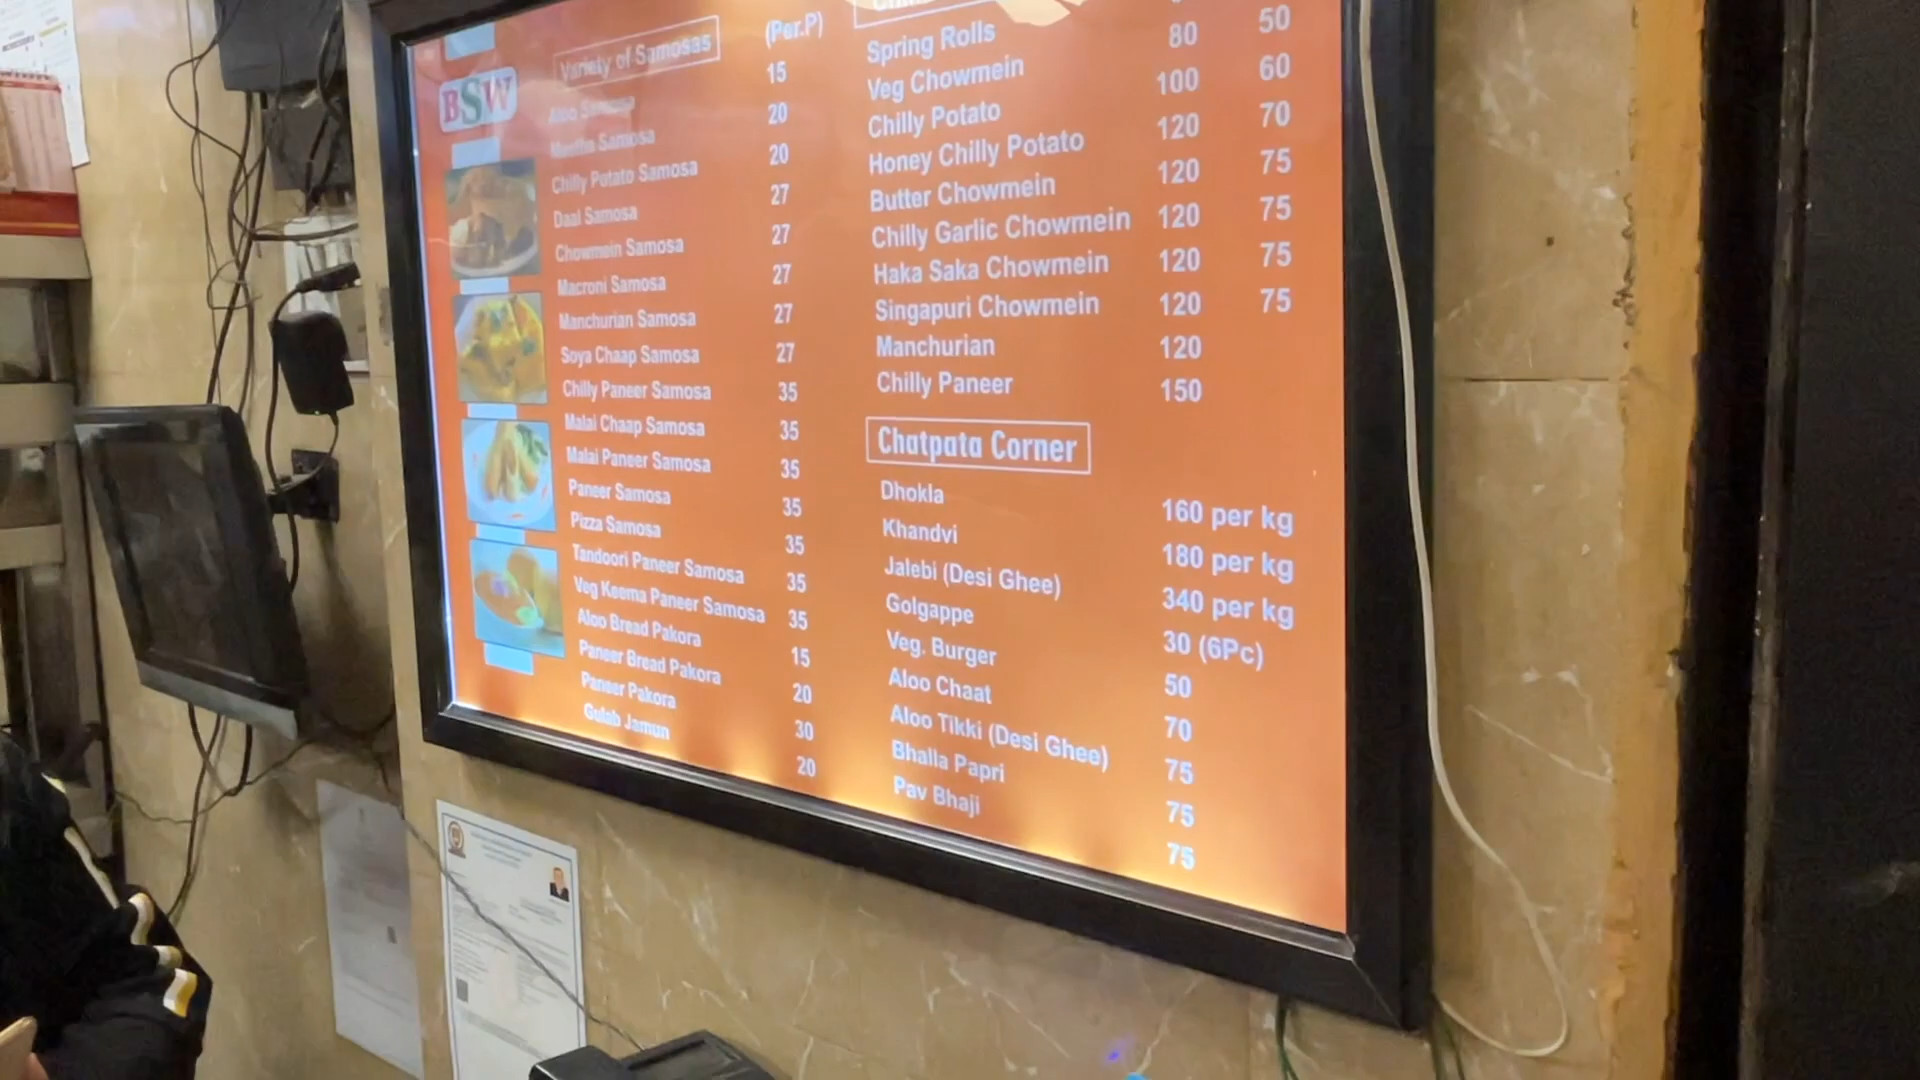 BSW
Variety of Samosas (Per.P)
Aloo Samosa 15
Samosa 20
Chilly Potato Samosa 20
Daal Samosa 27
Chowmein Samosa 27
Macroni Samosa 27
Manchurian Samosa 27
Soya Chaap Samosa 27
Chilly Paneer Samosa 35
Malai Chaap Samosa 35
Malai Paneer Samosa 35
Paneer Samosa 35
Pizza Samosa 35
Tandoori Paneer Samosa 35
Veg Keema Paneer Samosa 35
Aloo Bread Pakora 15
Paneer Bread Pakora 20
Paneer Pakora 30
Gulab Jamun 20
Spring Rolls
Veg Chowmein 80 50
Chilly Potato 100 60
Honey Chilly Potato 120 70
Butter Chowmein 120 75
Chilly Garlic Chowmein 120 75
Haka Saka Chowmein 120 75
Singapuri Chowmein 120 75
Manchurian 120
Chilly Paneer 150
Chatpata Corner
Dhokla 160 per kg
Khandvi 180 per kg
Jalebi (Desi Ghee) 340 per kg
Golgappe 30 (6Pc)
Veg. Burger 50
Aloo Chaat 70
Aloo Tikki (Desi Ghee) 75
Bhalla Papri 75
Pav Bhaji 75